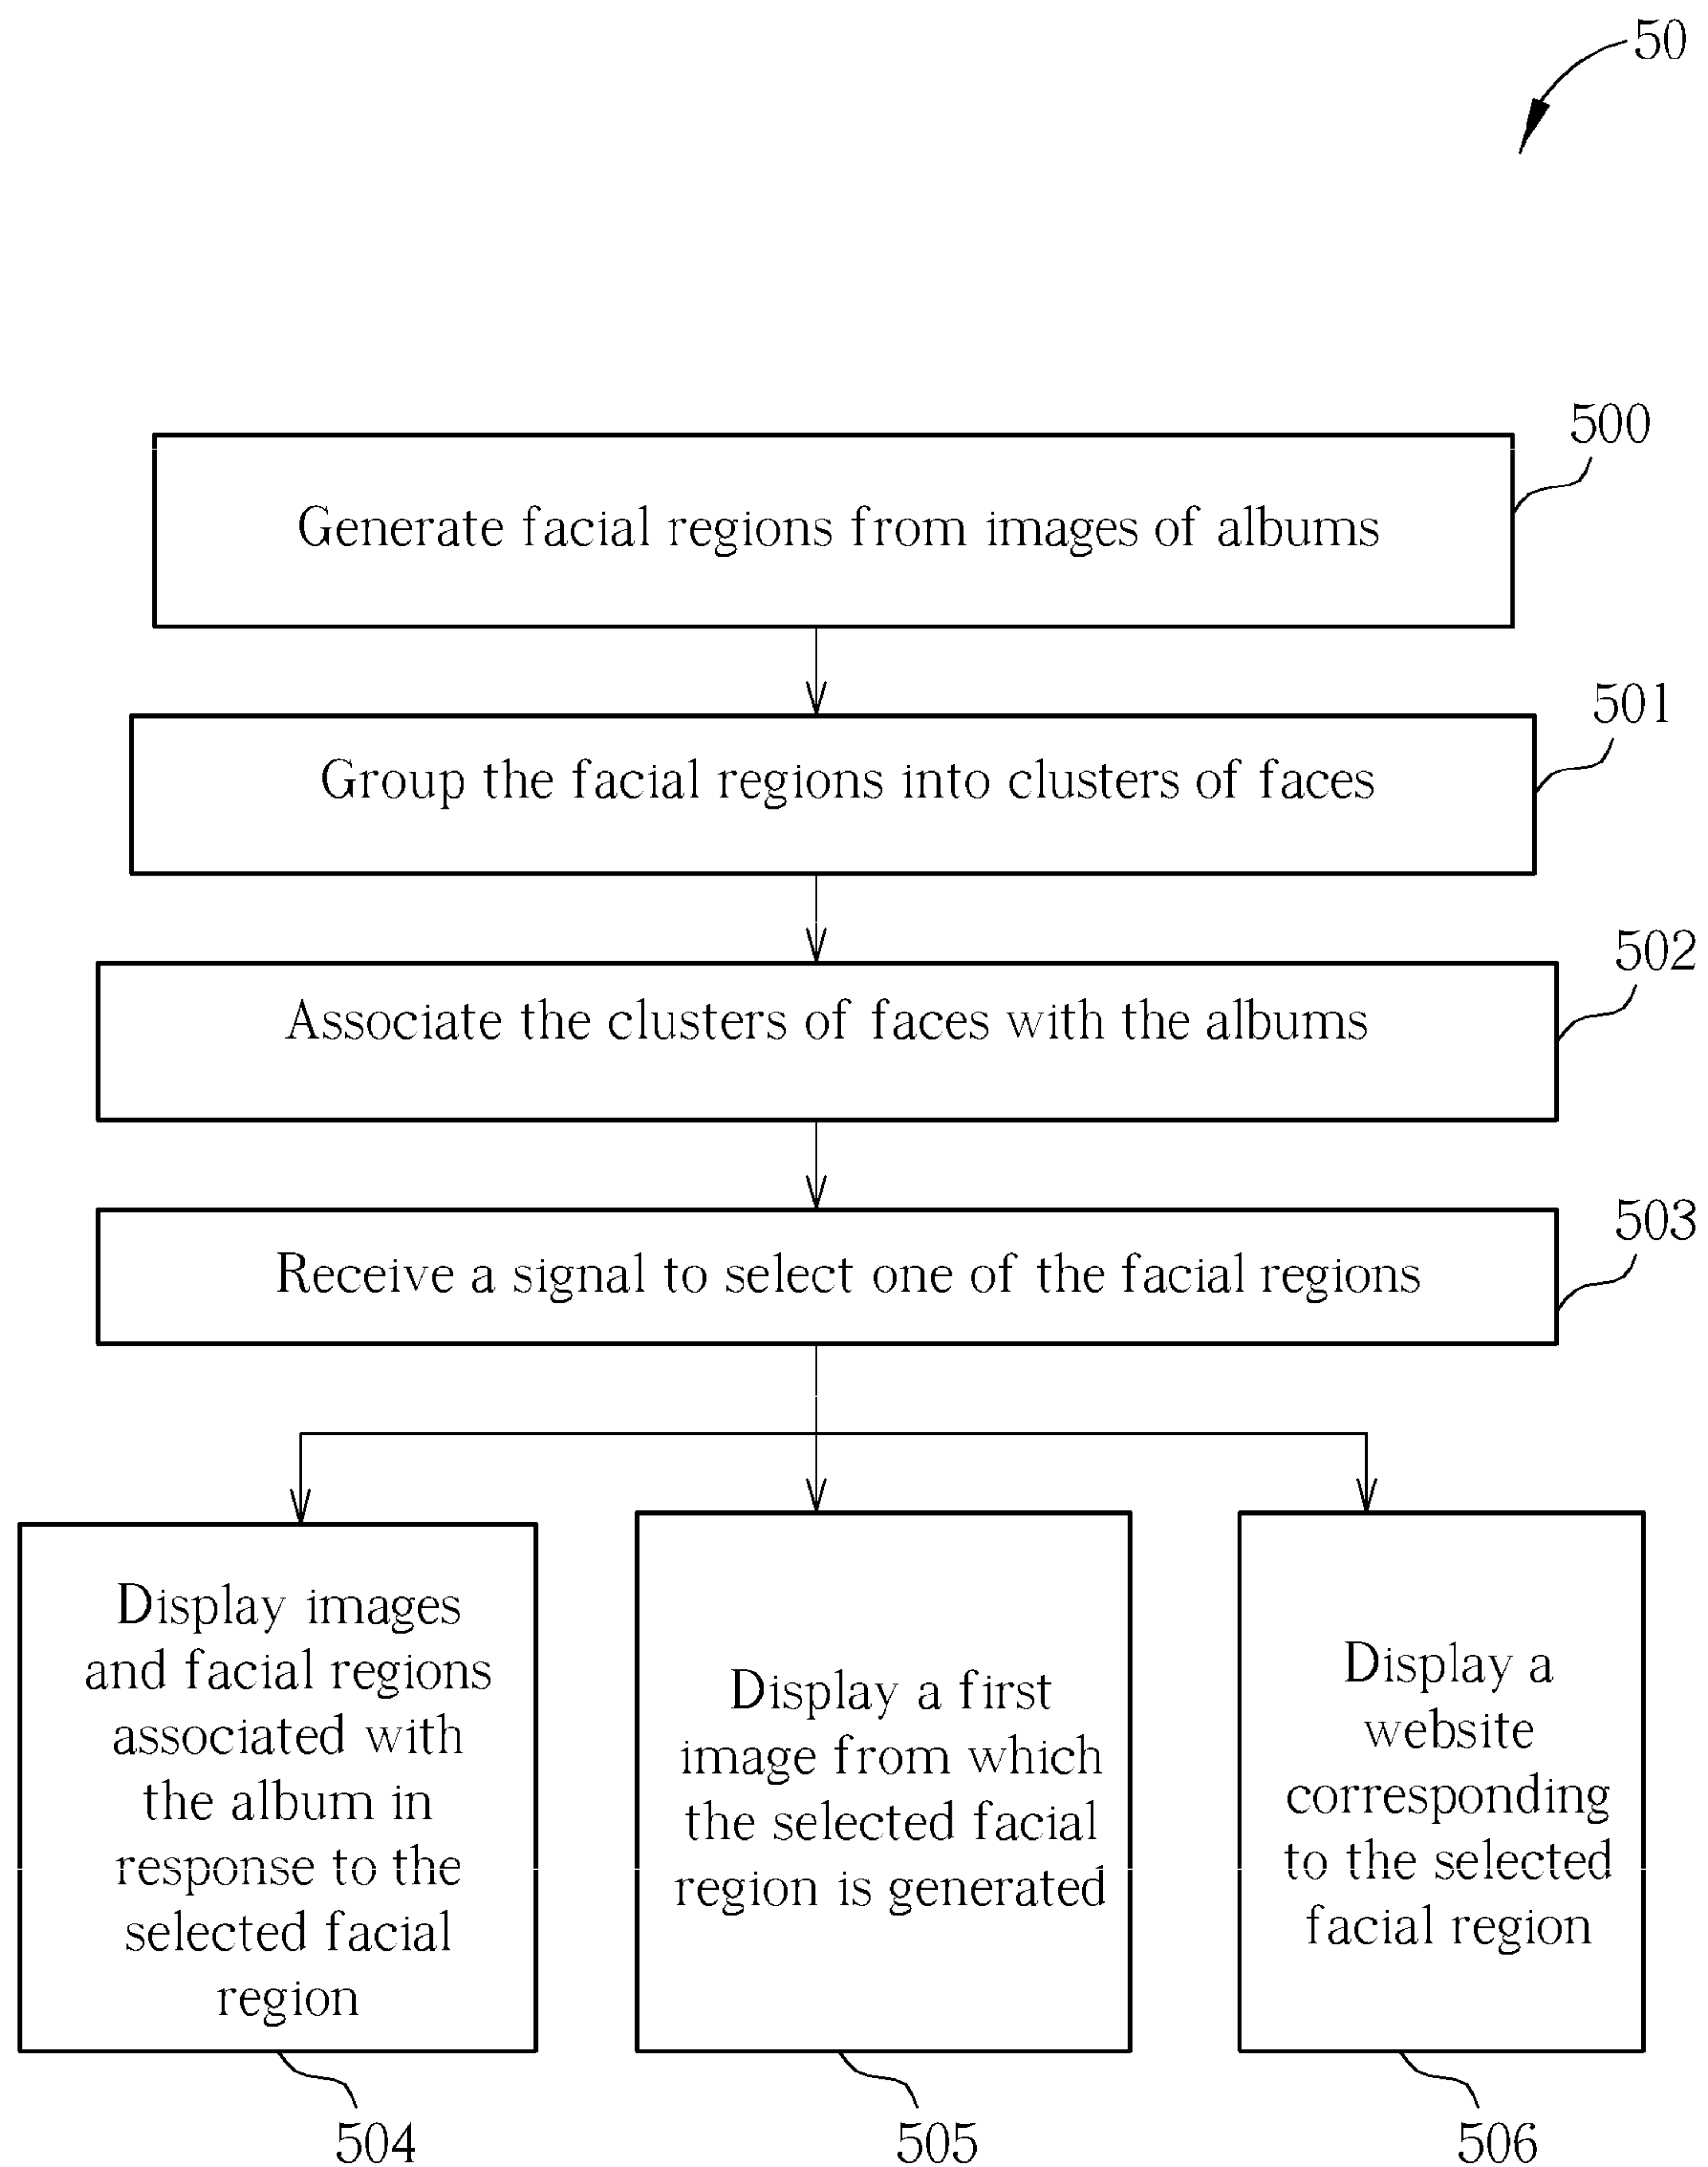 50
500
Generate facial regions from images of albums
501
Group the facial regions into clusters of faces
502
Associate the clusters of faces with the albums
503
Receive a signal to select one of the facial regions
Display images
and facial regions
associated with
the album in
response to the
selected facial
region
504
Display a first
image from which
the selected facial
region is generated
505
Display a
website
corresponding
to the selected
facial region
506